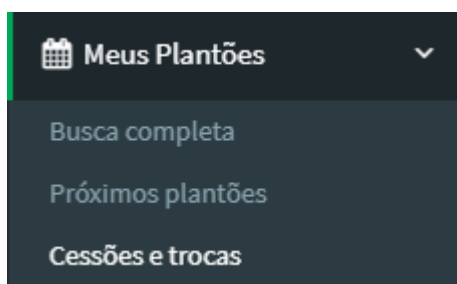 Meus Plantões
Busca completa
Próximos plantões
Cessões e trocas